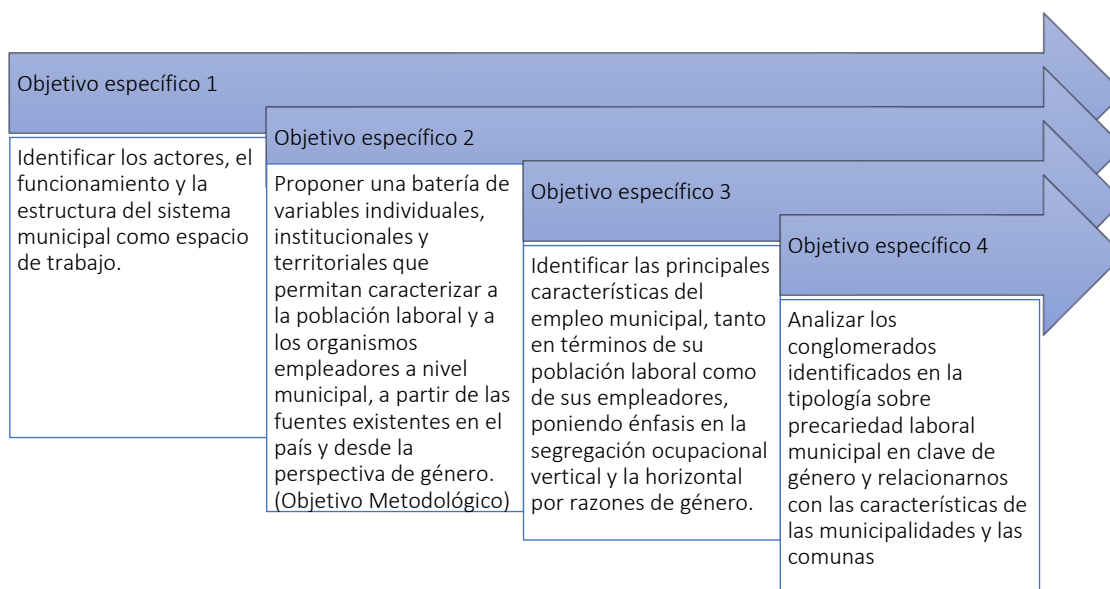 Objetivo específico 1
Identificar los actores, el
funcionamiento y la
estructura del sistema
municipal como espacio
de trabajo.
Objetivo específico 2
Proponer una batería de
variables individuales,
institucionales y
territoriales que
permitan caracterizar a
la población laboral y a
los organismos
empleadores a nivel
municipal, a partir de las
fuentes existentes en el
país y desde la
perspectiva de género.
(Objetivo Metodológico)
Objetivo específico 3
Identificar las principales
características del
empleo municipal, tanto
en términos de su
población laboral como
de sus empleadores,
poniendo énfasis en la
segregación ocupacional
vertical y la horizontal
por razones de género.
Objetivo específico 4
Analizar los
conglomerados
identificados en la
tipología sobre
precariedad laboral
municipal en clave de
género y relacionarnos
con las características de
las municipalidades y las
comunas